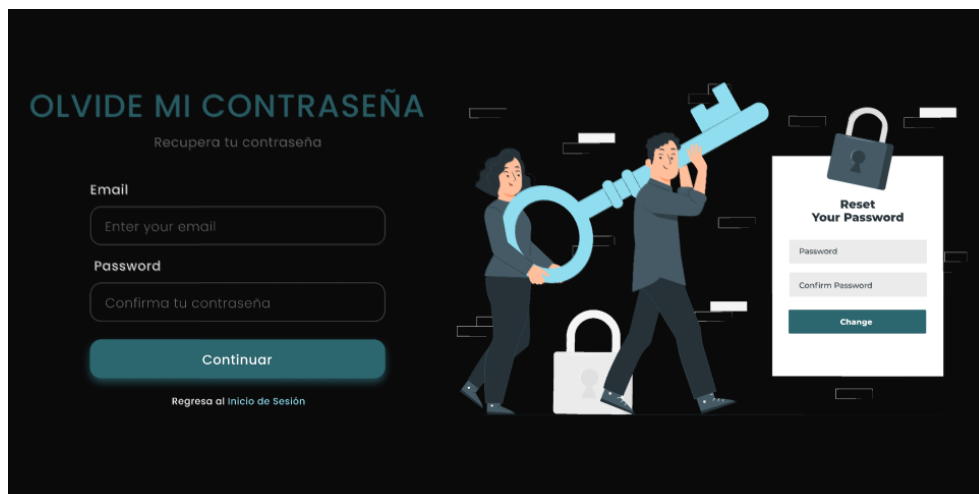 OLVIDE MI CONTRASEÑA
Recupera tu contraseña
Email
Enter your email
Password
Confirma tu contraseña
Continuar
Regresa al Inicio de Sesión
Reset
Your Password
Password
Confirm Password
Change